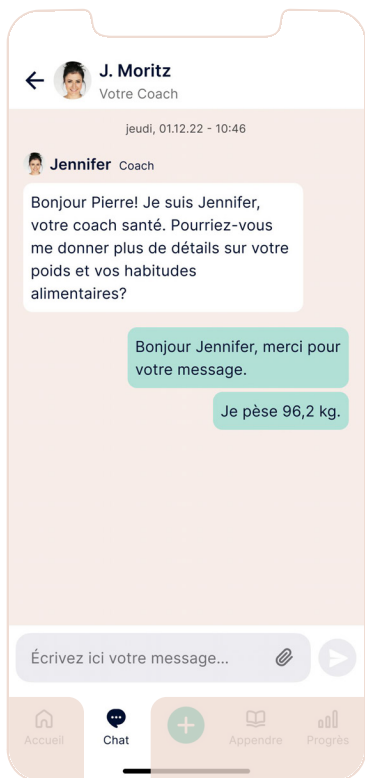 J. Moritz
Votre Coach
jeudi, 01.12.22 - 10:46
Jennifer Coach
Bonjour Pierre! Je suis Jennifer,
votre coach santé. Pourriez-vous
me donner plus de détails sur votre
poids et vos habitudes
alimentaires?
Bonjour Jennifer, merci pour
votre message.
Je pèse 96,2 kg.
Écrivez ici votre message...
Accueil Chat Appendre Progrès